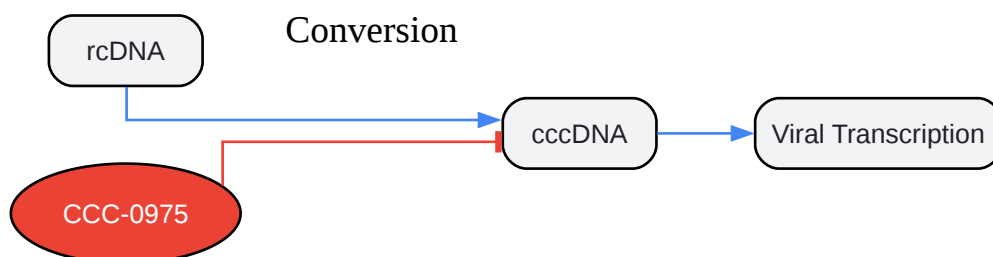 Conversion
rcDNA
cccDNA
Viral Transcription
CCC-0975